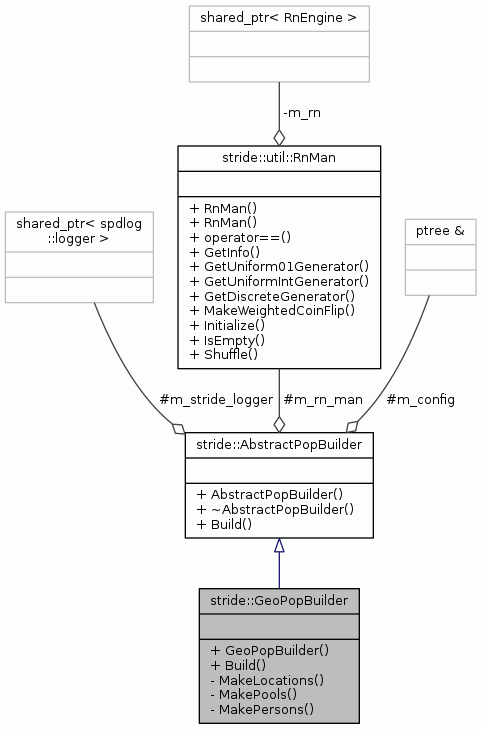 shared_ptr< RnEngine >
-m_rn
stride::util::RnMan
+ RnMan()
+ RnMan()
+ operator==()
+ GetInfo()
+ GetUniform01Generator()
+ GetUniformIntGenerator()
+ GetDiscreteGenerator()
+ MakeWeightedCoinFlip()
+ Initialize()
+ IsEmpty()
+ Shuffle()
shared_ptr< spdlog
::logger >
ptree &
#m_stride_logger
#m_rn_man
#m_config
stride::AbstractPopBuilder
+ AbstractPopBuilder()
+ ~AbstractPopBuilder()
+ Build()
stride::GeoPopBuilder
+ GeoPopBuilder()
+ Build()
- MakeLocations()
- MakePools()
- MakePersons()